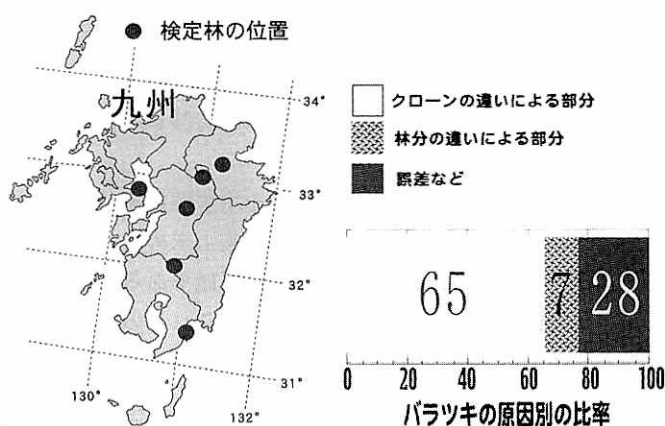 検定林の位置
九州
34°
33°
32°
31°
130°
132°
クローンの違いによる部分
林分の違いによる部分
誤差など
65
7
28
0 20 40 60 80 100
バラツキの原因別の比率